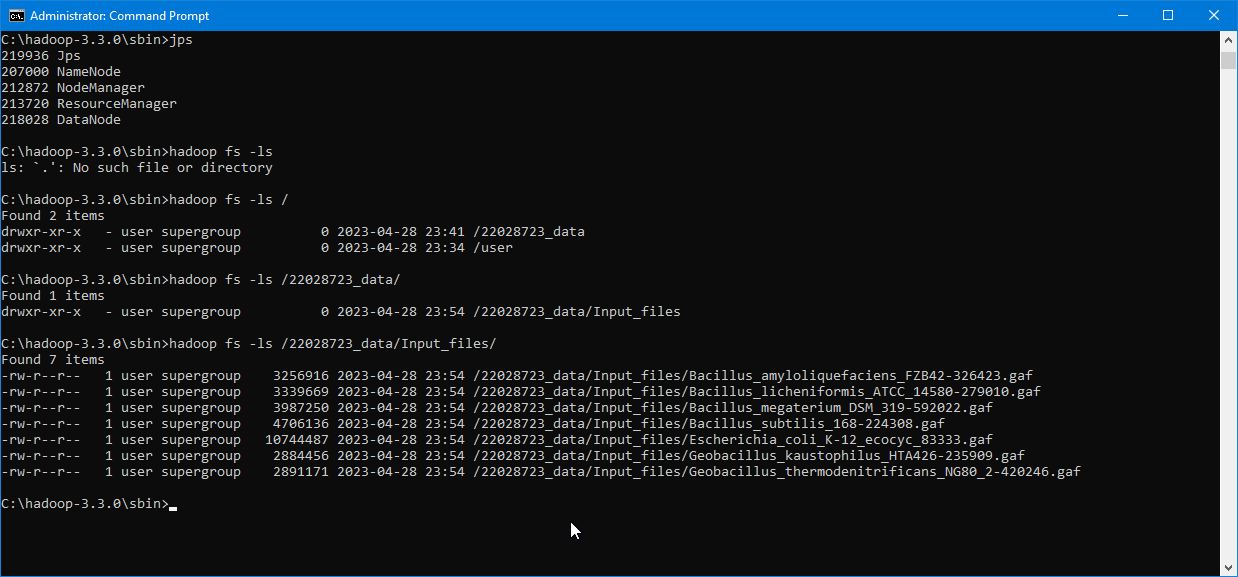 Administrator: Command Prompt
C:\hadoop-3.3.0\sbin>jps
219936 Jps
207000 NameNode
212872 NodeManager
213720 ResourceManager
218028 DataNode
C:\hadoop-3.3.0\sbin>hadoop fs -ls
ls: `.': No such file or directory
C:\hadoop-3.3.0\sbin>hadoop fs -ls /
Found 2 items
drwxr-xr-x   - user supergroup          0 2023-04-28 23:41 /22028723_data
drwxr-xr-x   - user supergroup          0 2023-04-28 23:34 /user
C:\hadoop-3.3.0\sbin>hadoop fs -ls /22028723_data/
Found 1 items
drwxr-xr-x   - user supergroup          0 2023-04-28 23:54 /22028723_data/Input_files
C:\hadoop-3.3.0\sbin>hadoop fs -ls /22028723_data/Input_files/
Found 7 items
-rw-r--r--   1 user supergroup    3256916 2023-04-28 23:54 /22028723_data/Input_files/Bacillus_amyloliquefaciens_FZB42-326423.gaf
-rw-r--r--   1 user supergroup    3339669 2023-04-28 23:54 /22028723_data/Input_files/Bacillus_licheniformis_ATCC_14580-279010.gaf
-rw-r--r--   1 user supergroup    3987250 2023-04-28 23:54 /22028723_data/Input_files/Bacillus_megaterium_DSM_319-592022.gaf
-rw-r--r--   1 user supergroup    4706136 2023-04-28 23:54 /22028723_data/Input_files/Bacillus_subtilis_168-224308.gaf
-rw-r--r--   1 user supergroup   10744487 2023-04-28 23:54 /22028723_data/Input_files/Escherichia_coli_K-12_ecocyc_83333.gaf
-rw-r--r--   1 user supergroup    2884456 2023-04-28 23:54 /22028723_data/Input_files/Geobacillus_kaustophilus_HTA426-235909.gaf
-rw-r--r--   1 user supergroup    2891171 2023-04-28 23:54 /22028723_data/Input_files/Geobacillus_thermodenitrificans_NG80_2-420246.gaf
C:\hadoop-3.3.0\sbin>